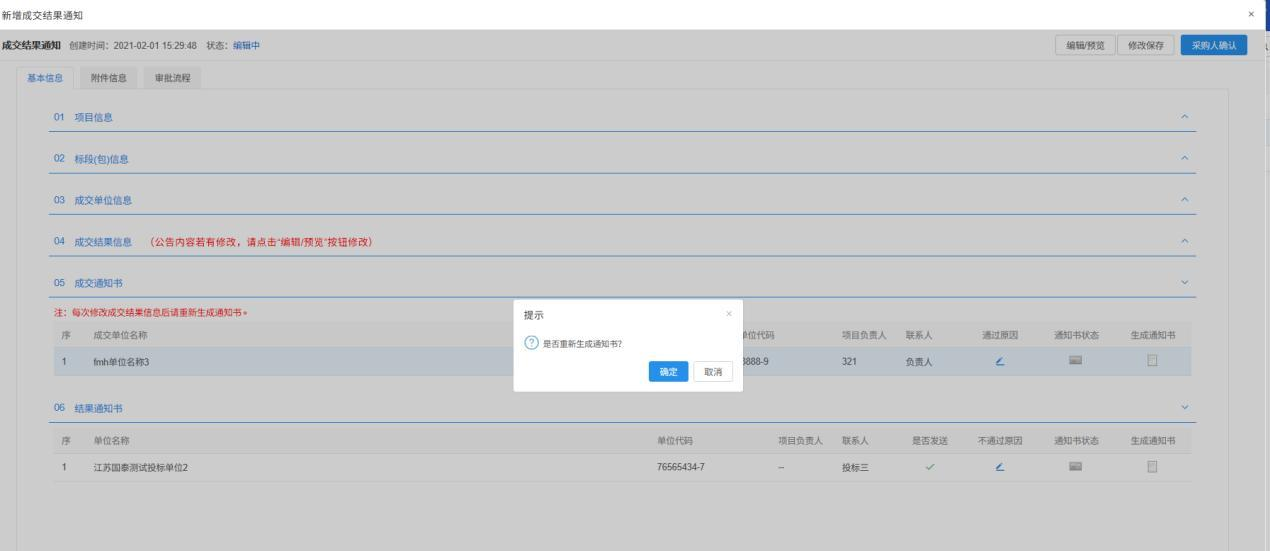 新增成交结果通知
×
成交结果通知 创建时间：2021-02-01 15:29:48 状态：编辑中 编辑/预览 修改保存 采购人确认
基本信息 附件信息 审批流程
01 项目信息
02 标段(包)信息
03 成交单位信息
04 成交结果信息 （公告内容若有修改，请点击“编辑/预览”按钮修改）
05 成交通知书
注：每次修改成交结果信息后请重新生成通知书。
序 成交单位名称 单位代码 项目负责人 联系人 通过原因 通知书状态 生成通知书
1 fmh单位名称3 8888-9 321 负责人
提示 ×
? 是否重新生成通知书?
确定 取消
06 结果通知书
序 单位名称 单位代码 项目负责人 联系人 是否发送 不通过原因 通知书状态 生成通知书
1 江苏国泰测试投标单位2 76565434-7 -- 投标三